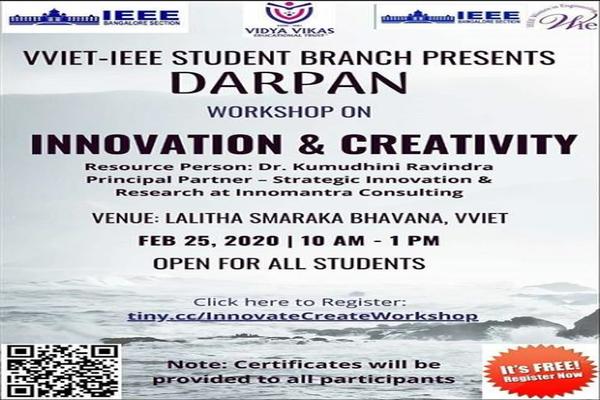 IEEE
BANGALORE SECTION
VIDYA VIKAS
EDUCATIONAL TRUST
IEEE
BANGALORE SECTION
Wie
VVIET-IEEE STUDENT BRANCH PRESENTS
DARPAN
WORKSHOP ON
INNOVATION & CREATIVITY
Resource Person: Dr. Kumudhini Ravindra
Principal Partner – Strategic Innovation &
Research at Innomantra Consulting
VENUE: LALITHA SMARAKA BHAVANA, VVIET
FEB 25, 2020 | 10 AM - 1 PM
OPEN FOR ALL STUDENTS
Click here to Register:
tiny.cc/InnovateCreateWorkshop
Note: Certificates will be
provided to all participants
It's FREE!
Register Now